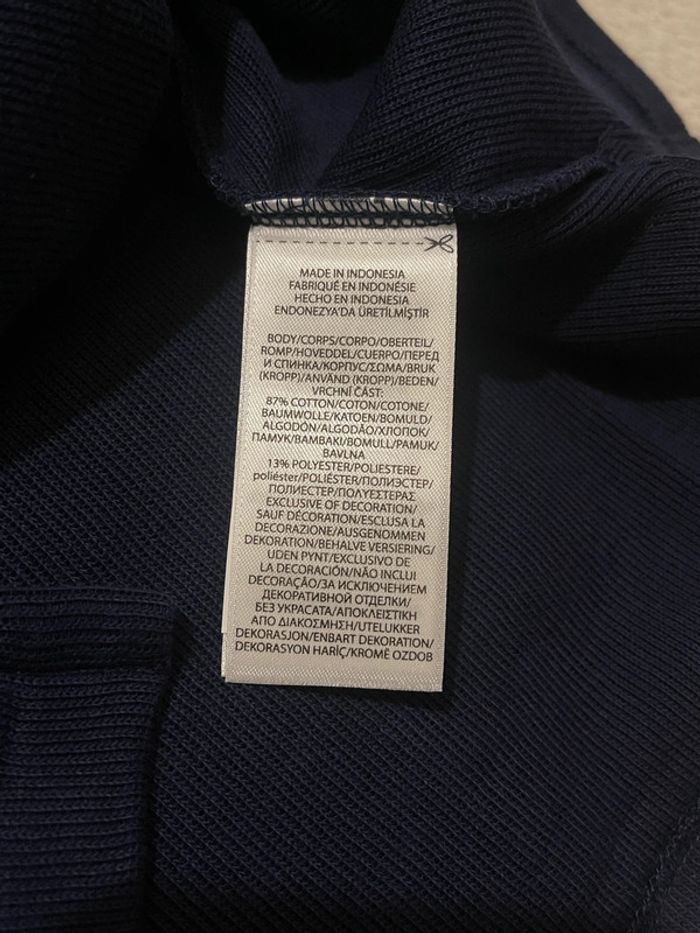 MADE IN INDONESIA
FABRIQUÉ EN INDONÉSIE
HECHO EN INDONESIA
ENDONEZYA'DA ÜRETİLMİŞTİR
BODY/CORPS/CORPO/OBERTEIL/
ROMP/HOVEDDEL/CUERPO/ПЕРЕД
И СПИНКА/КОРПУС/ΣΩΜΑ/BRUK
(KROPP)/ANVÄND (KROPP)/BEDEN/
VRCHNÍ ČÁST:
87% COTTON/COTON/COTONE/
BAUMWOLLE/KATOEN/BOMULD/
ALGODÓN/ALGODÃO/ХЛОПОК/
ПАМУК/ΒΑΜΒΑΚΙ/BOMULL/PAMUK/
BAVLNA
13% POLYESTER/POLIESTERE/
poliéster/POLIÉSTER/ПОЛИЭСТЕР/
ПОЛИЕСТЕР/ΠΟΛΥΕΣΤΕΡΑΣ
EXCLUSIVE OF DECORATION/
SAUF DÉCORATION/ESCLUSA LA
DECORAZIONE/AUSGENOMMEN
DEKORATION/BEHALVE VERSIERING/
UDEN PYNT/EXCLUSIVO DE
LA DECORACIÓN/NÃO INCLUI
DECORAÇÃO/ЗА ИСКЛЮЧЕНИЕМ
ДЕКОРАТИВНОЙ ОТДЕЛКИ/
БЕЗ УКРАСАТА/ΑΠΟΚΛΕΙΣΤΙΚΗ
ΑΠΟ ΔΙΑΚΟΣΜΗΣΗ/UTELUKKER
DEKORASJON/ENBART DEKORATION/
DEKORASYON HARİÇ/KROMĚ OZDOB